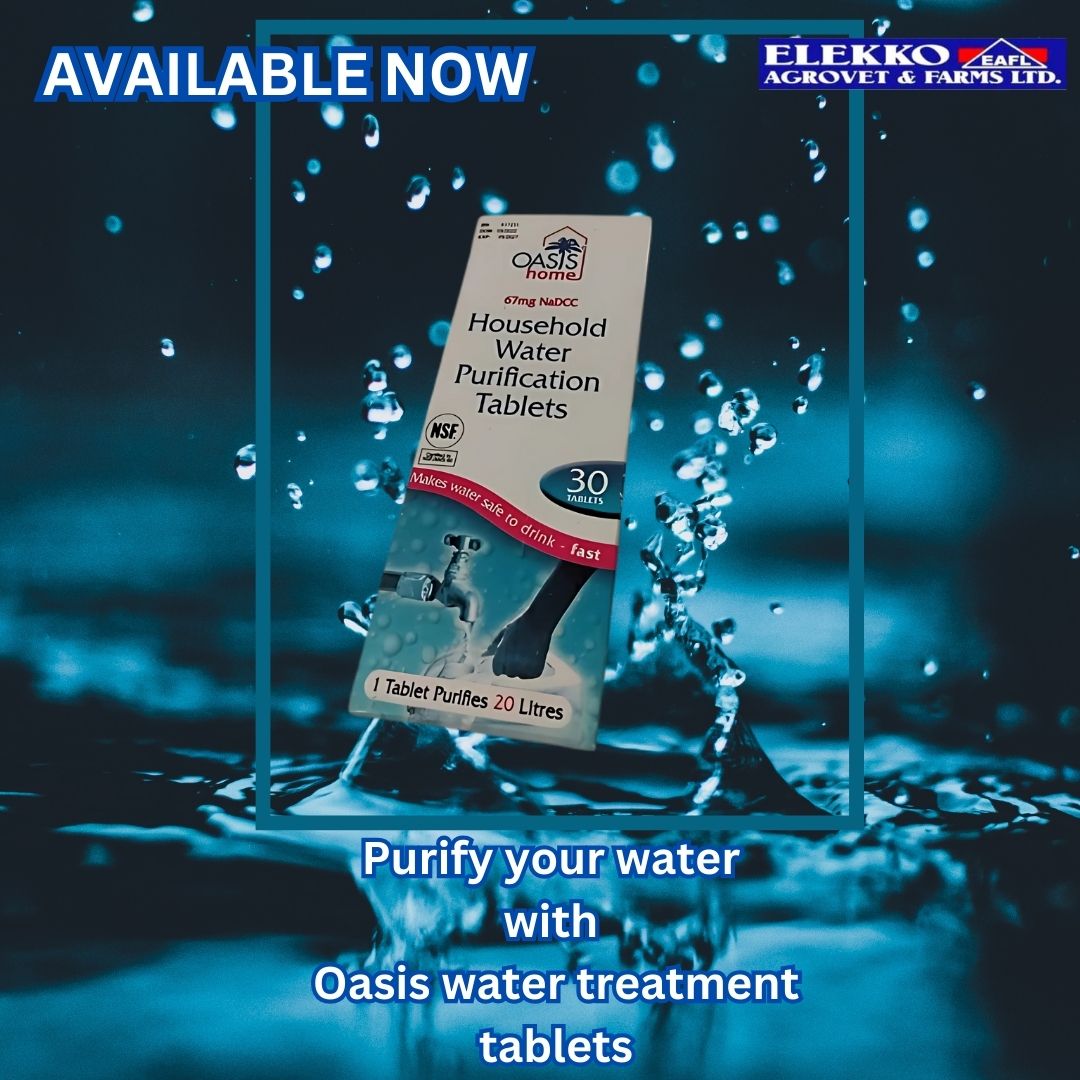 AVAILABLE NOW
ELEKKO
EAFL
AGROVET & FARMS LTD.
OASIS
home
67mg NaDCC
Household
Water
Purification
Tablets
NSF.
30
TABLETS
Makes water safe to drink - fast
1 Tablet Purifies 20 Litres
Purify your water
with
Oasis water treatment
tablets